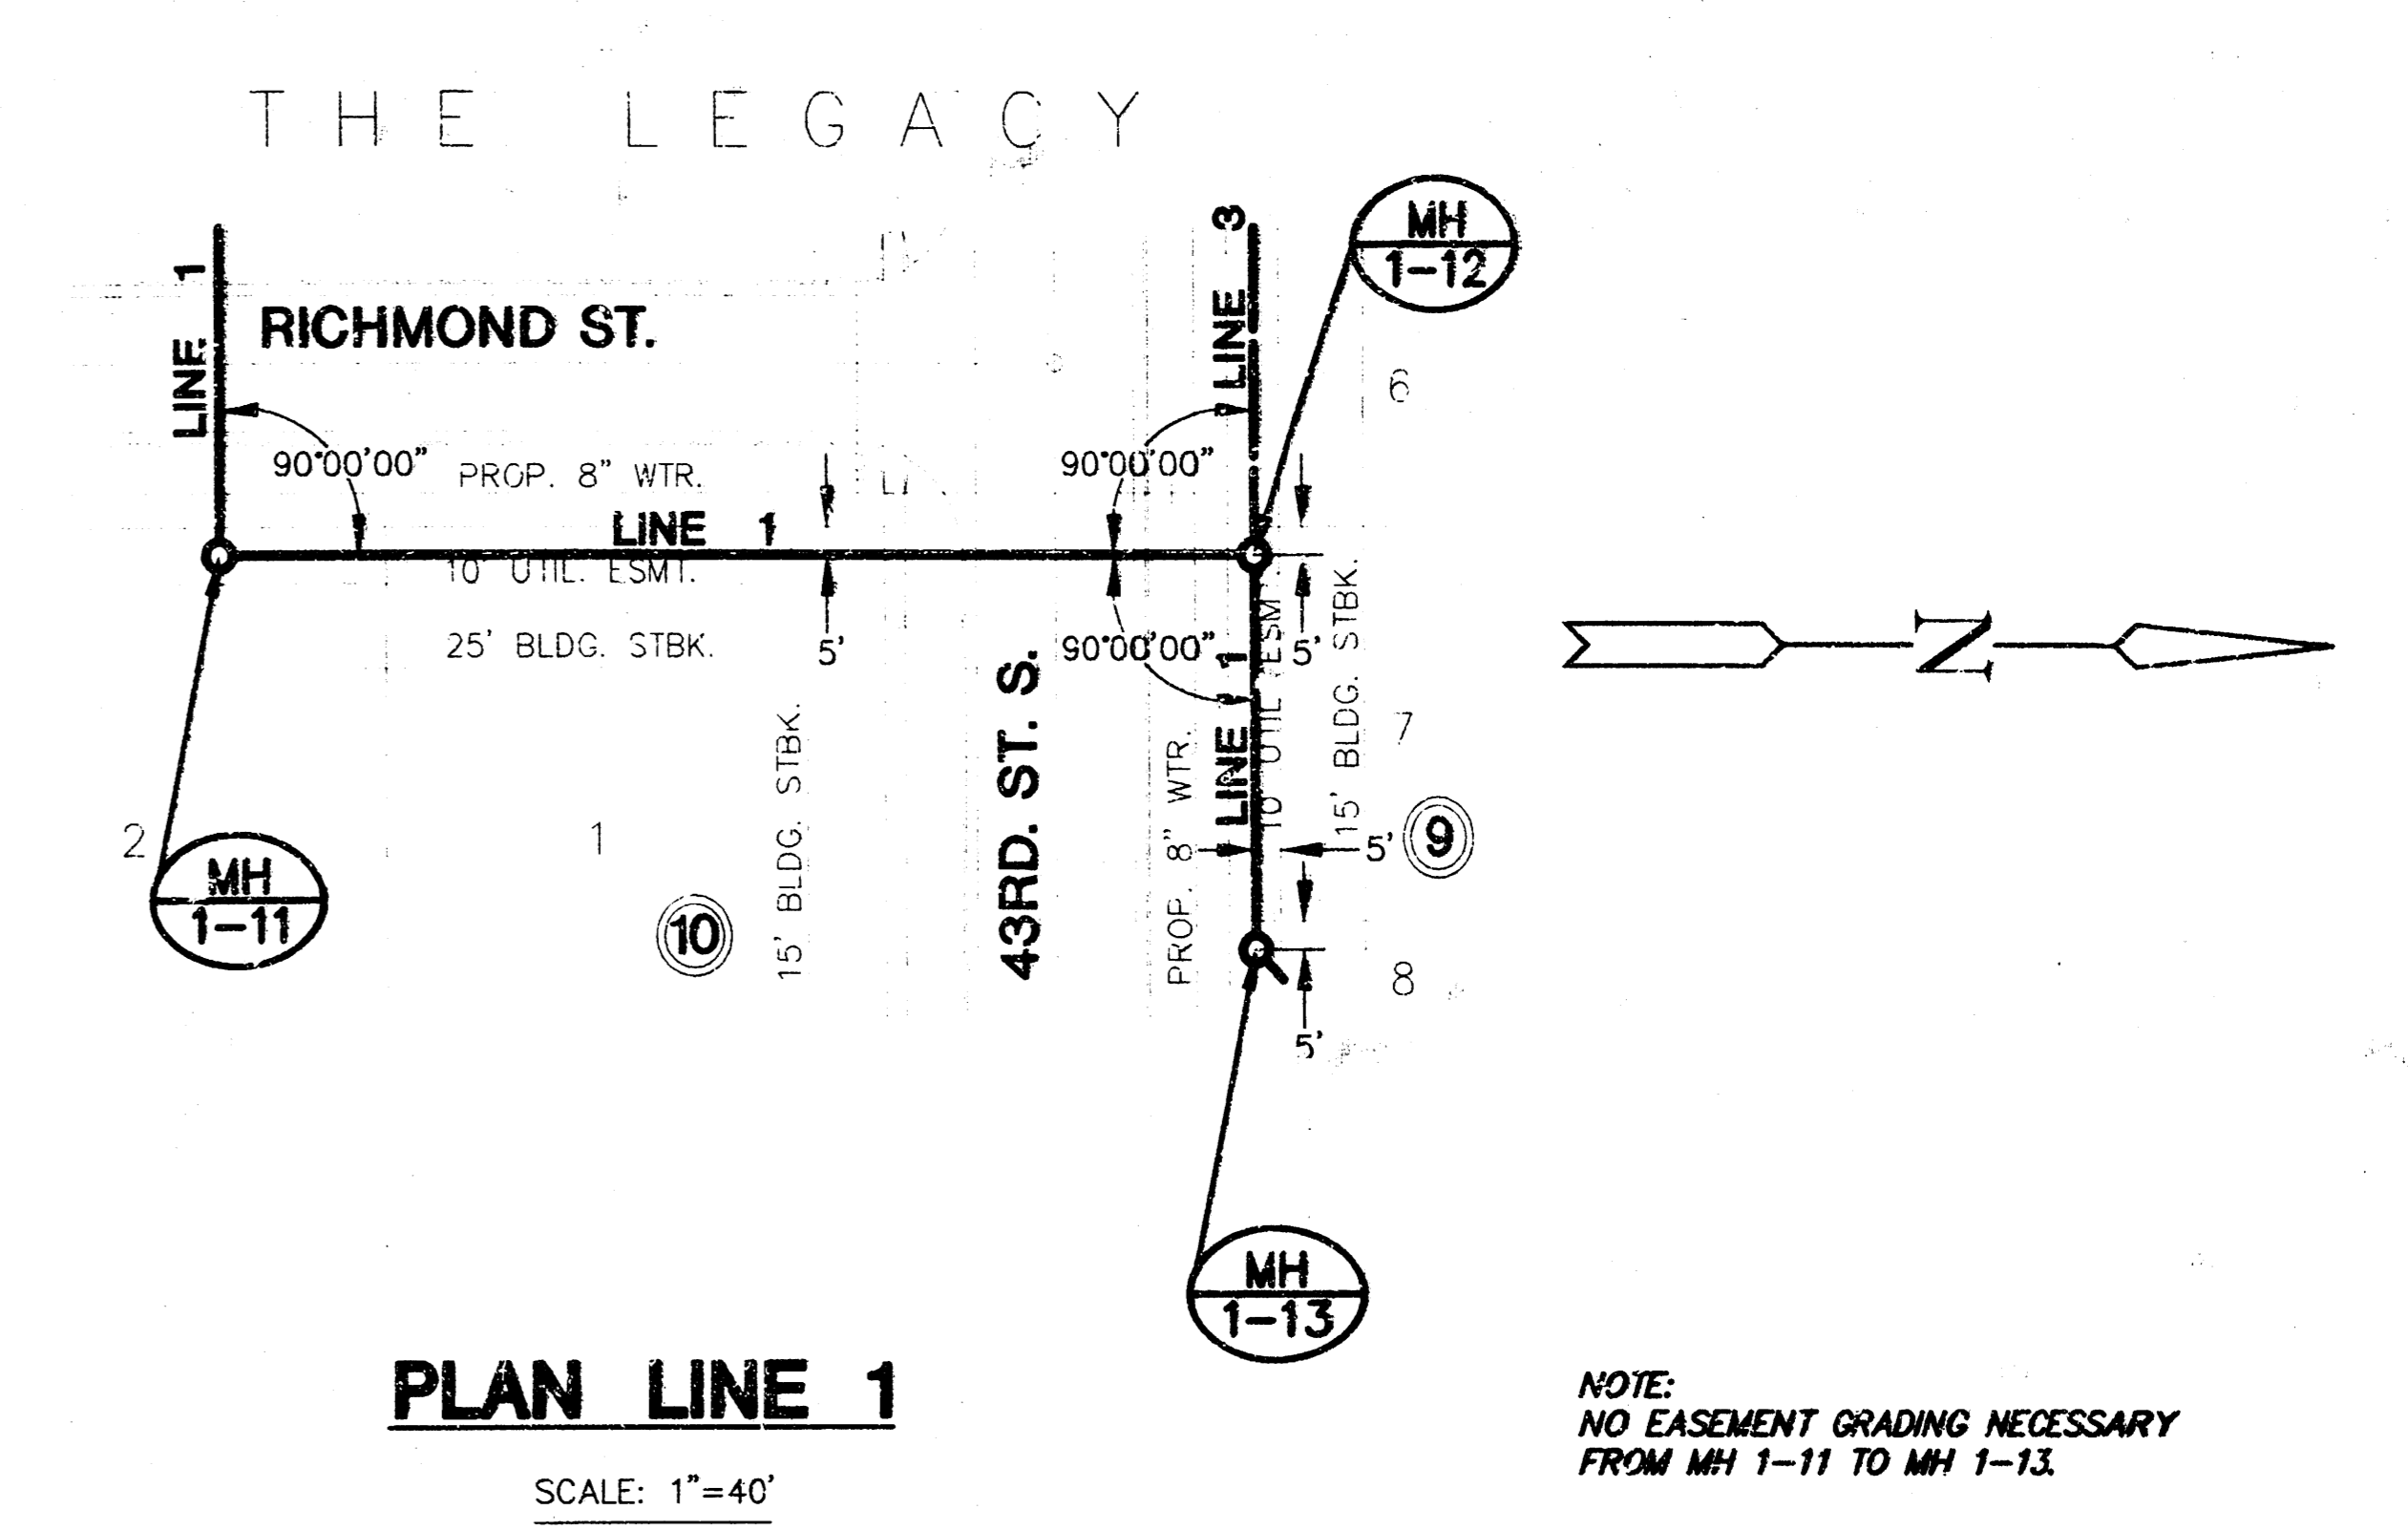 THE LEGACY
MH
1-12
LINE 1
RICHMOND ST.
LINE 3
6
90°00'00"
PROP. 8" WTR.
90°00'00"
LINE 1
10' UTIL. ESMT.
25' BLDG. STBK.
5'
90°00'00"
5'
43RD. ST. S.
15' BLDG. STBK.
PROP. 8" WTR.
LINE 1
10' UTIL. ESMT.
15' BLDG. STBK.
7
N
2
1
5'
9
MH
1-11
10
8
5'
MH
1-13
PLAN LINE 1
SCALE: 1"=40'
NOTE:
NO EASEMENT GRADING NECESSARY
FROM MH 1-11 TO MH 1-13.